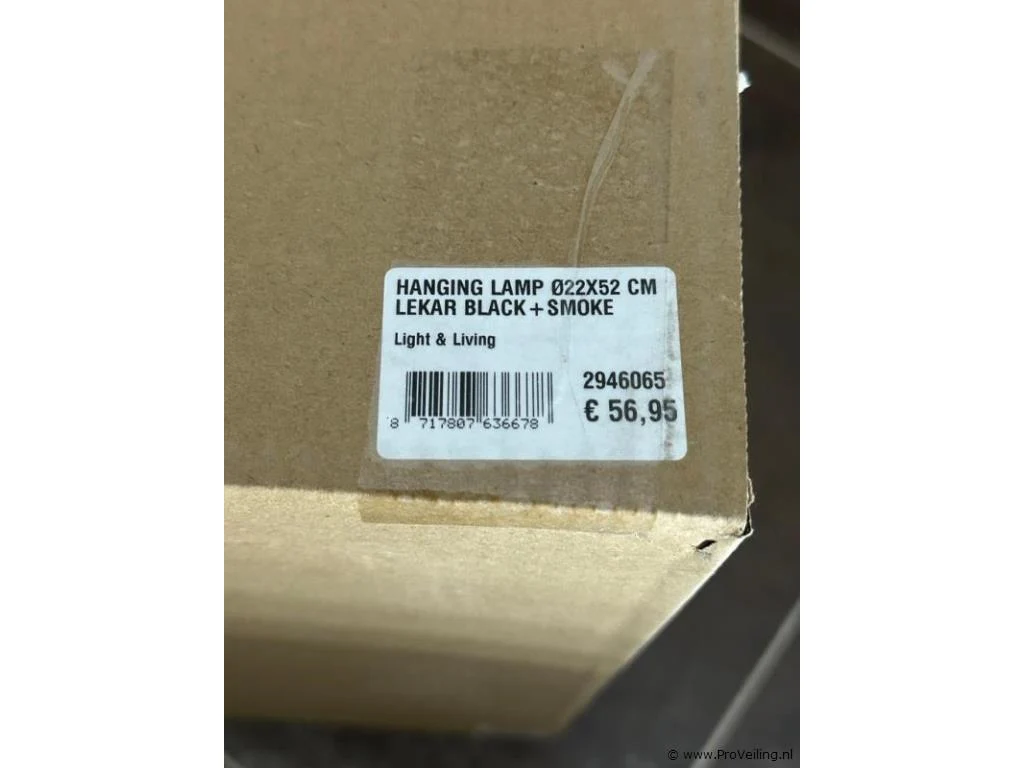 HANGING LAMP Ø22X52 CM
LEKAR BLACK+SMOKE
Light & Living
2946065
€ 56,95
8 717807 636678
© www.ProVeiling.nl